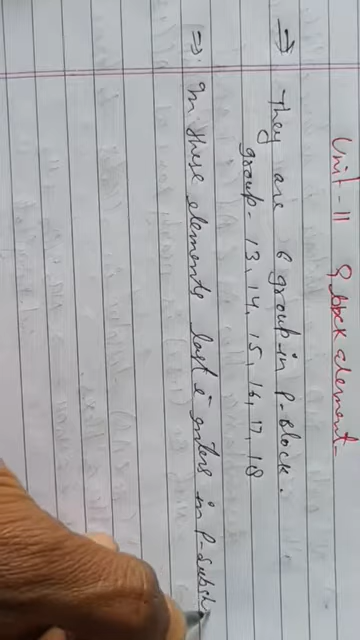 Unit-11 P block element-
→ They are 6 group in P-Block.
group- 13, 14, 15, 16, 17, 18
⇒ In these elements last e⁻ enters in P-Subsh